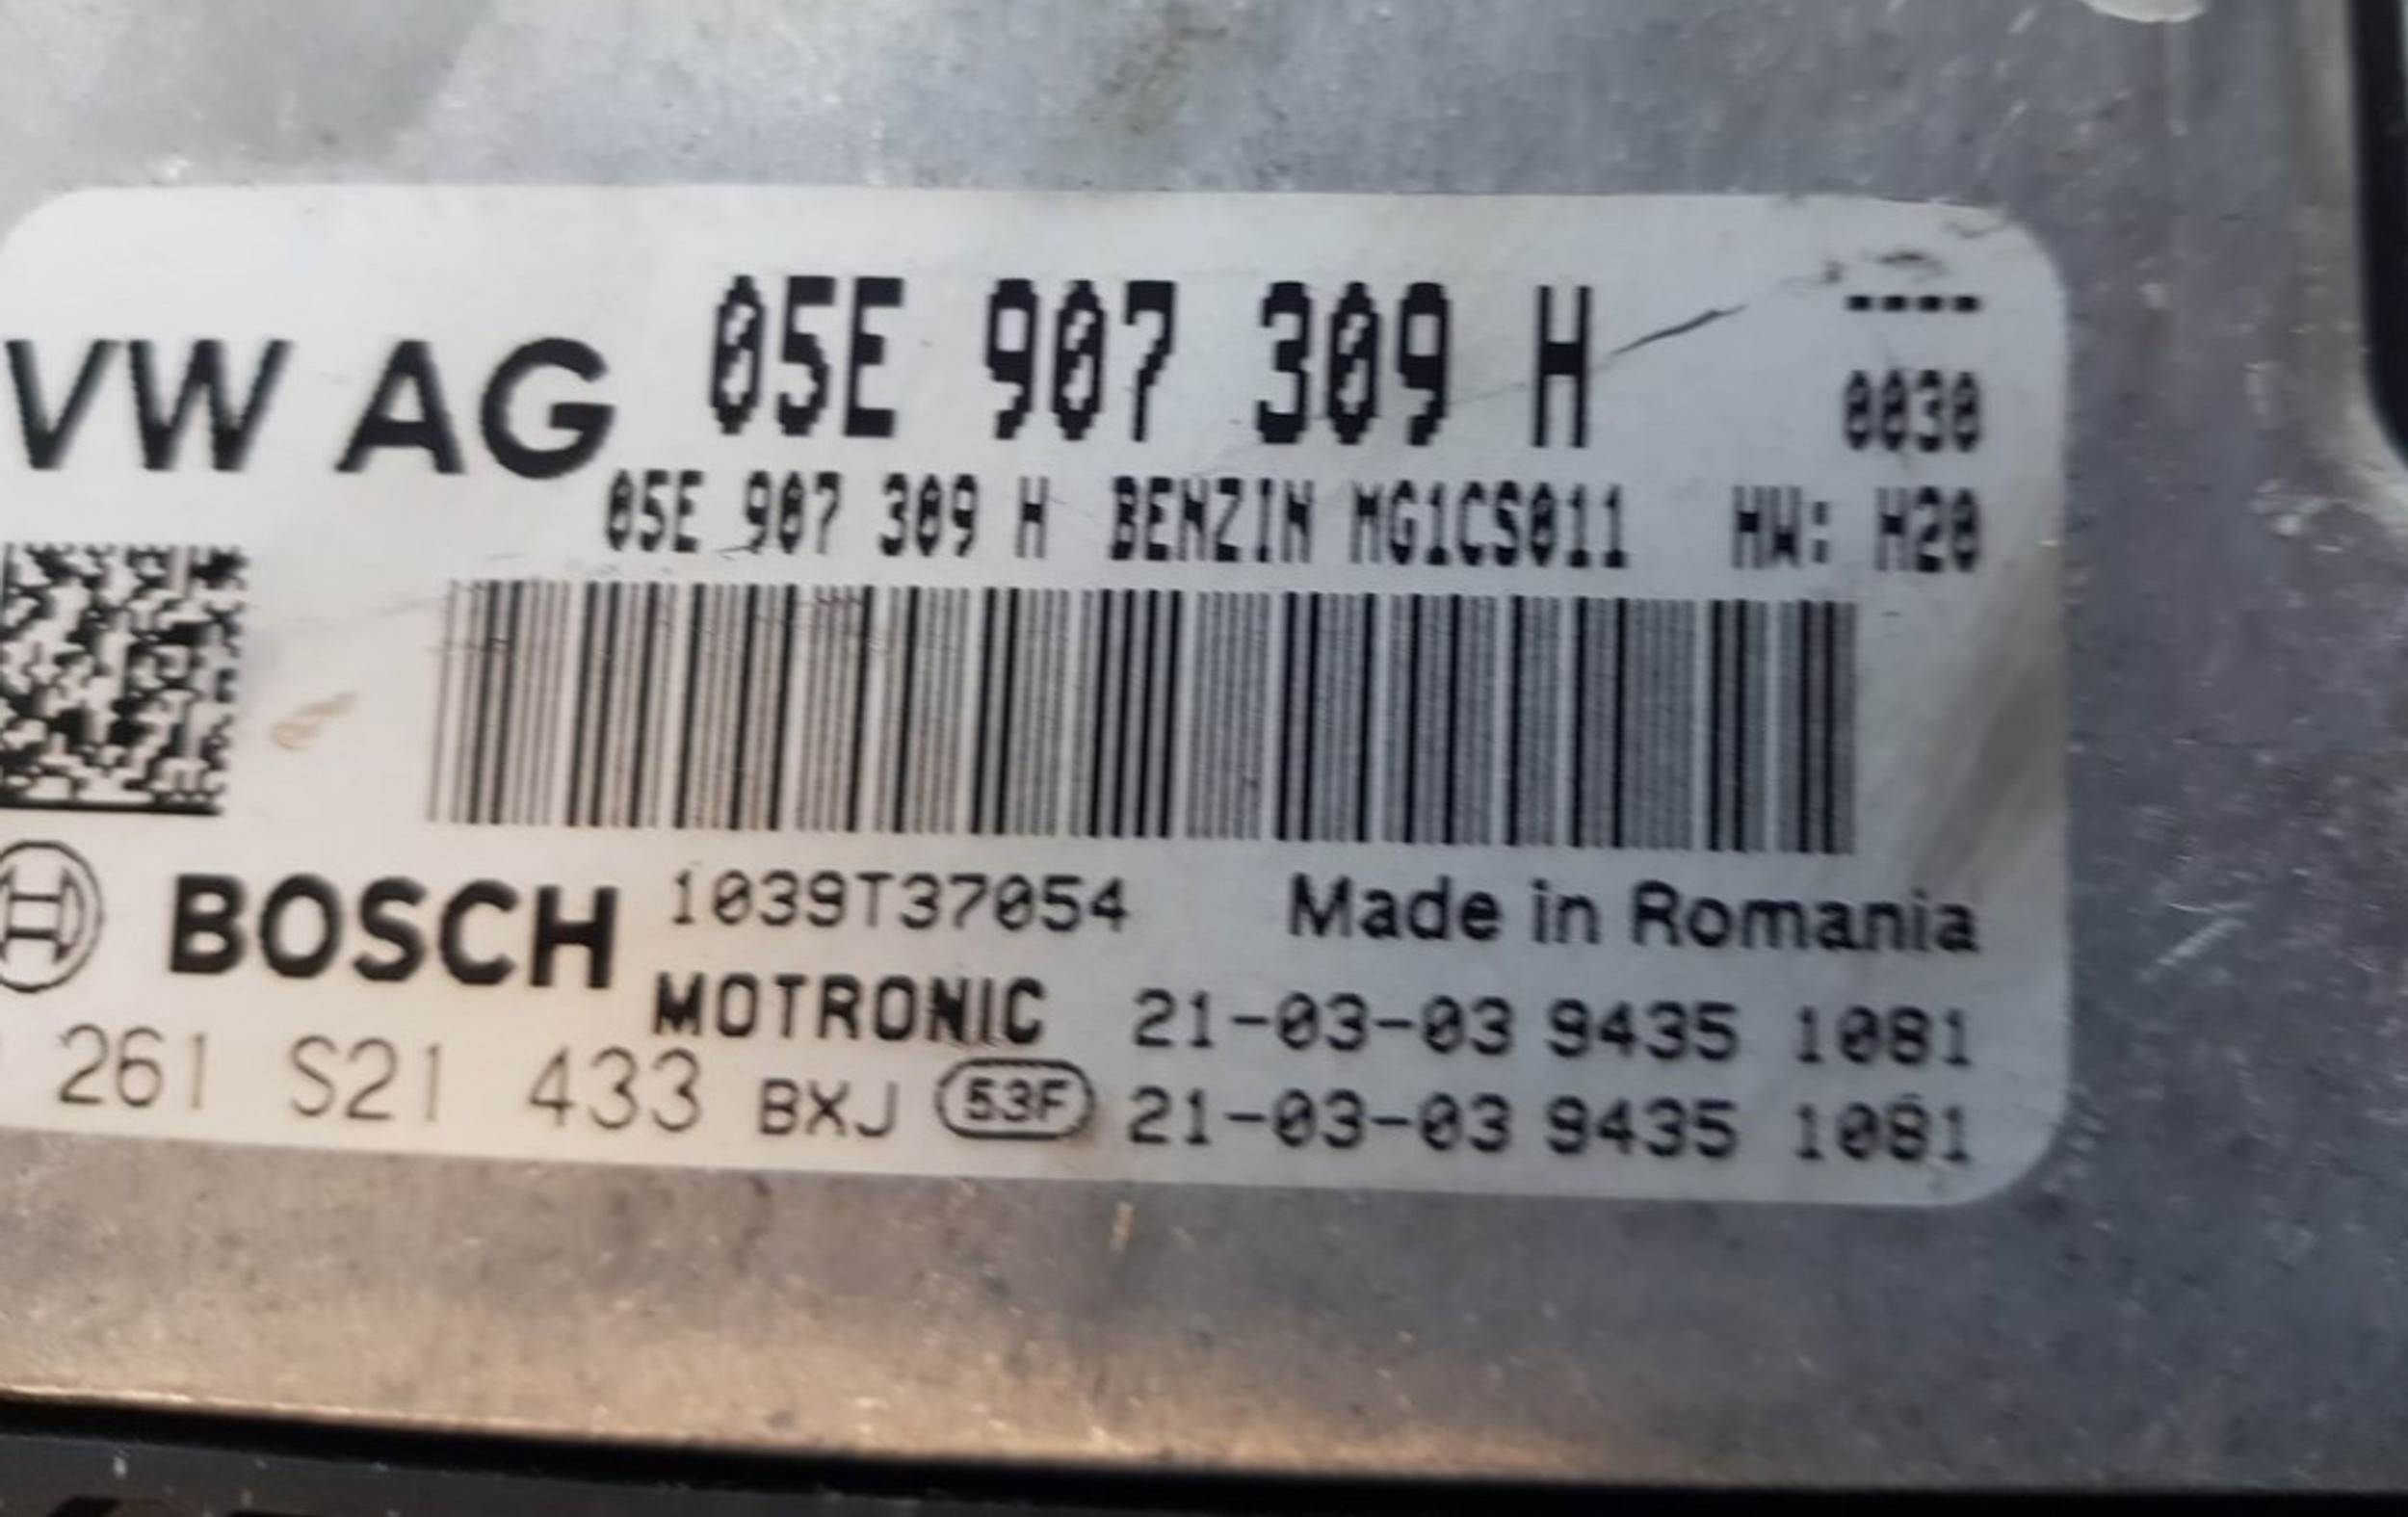 VW AG 05E 907 309 H ----
0030
05E 907 309 H BENZIN MG1CS011 HW: H20
BOSCH 1039T37054 Made in Romania
MOTRONIC 21-03-03 9435 1081
261 S21 433 BXJ 53F 21-03-03 9435 1081